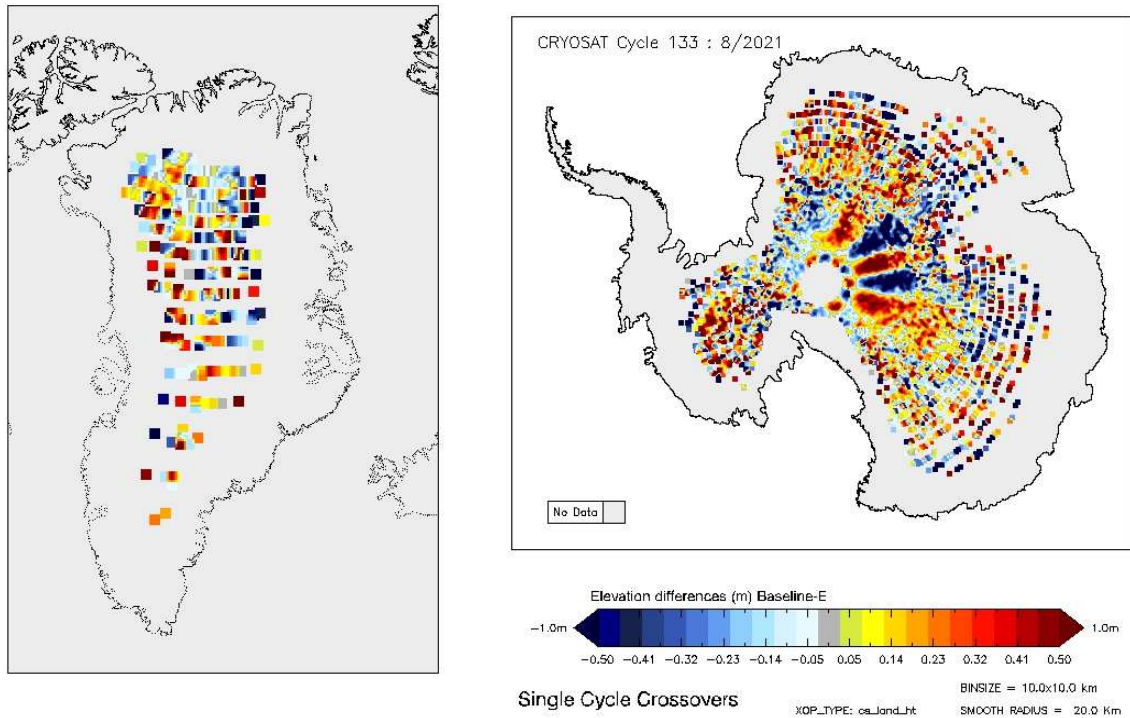 CRYOSAT Cycle 133 : 8/2021
No Data
Elevation differences (m) Baseline-E
-1.0m
1.0m
-0.50 -0.41 -0.32 -0.23 -0.14 -0.05 0.05 0.14 0.23 0.32 0.41 0.50
Single Cycle Crossovers
BINSIZE = 10.0x10.0 km
XOP_TYPE: cs_land_ht
SMOOTH RADIUS = 20.0 Km